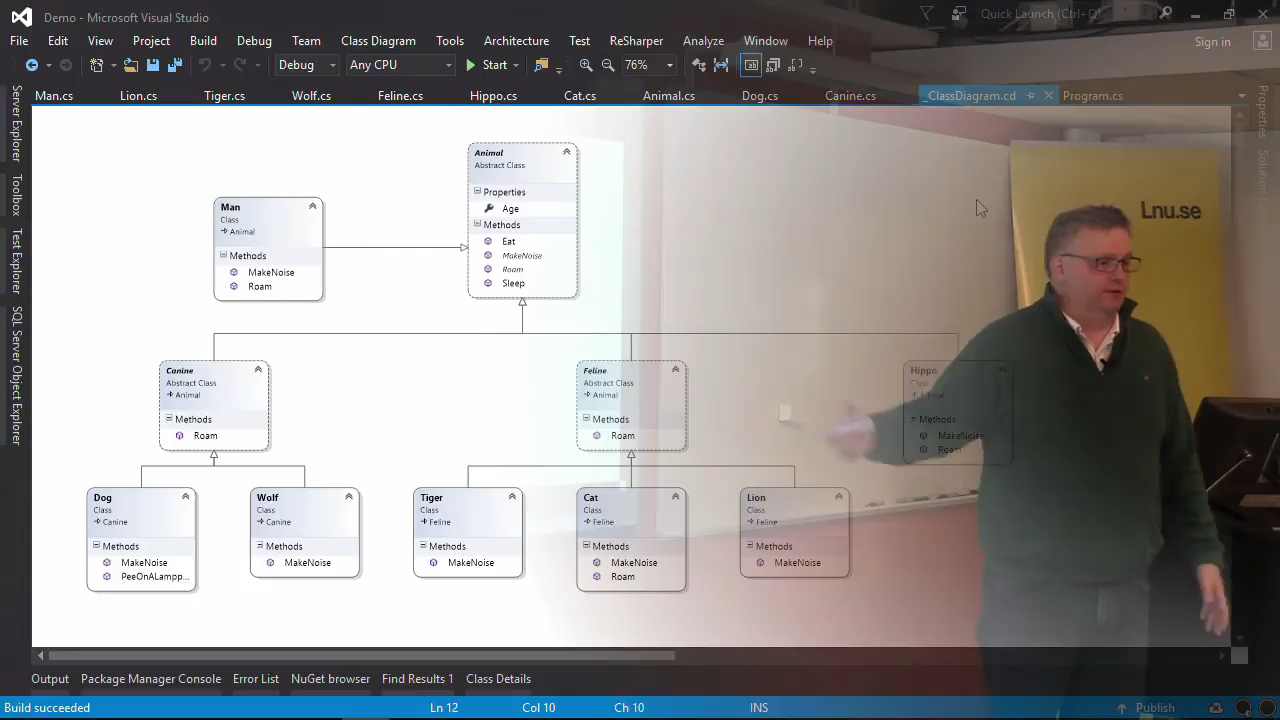 Demo - Microsoft Visual Studio
Quick Launch (Ctrl+Q)
File Edit View Project Build Debug Team Class Diagram Tools Architecture Test ReSharper Analyze Window Help
Sign in
Debug Any CPU Start 76%
Man.cs Lion.cs Tiger.cs Wolf.cs Feline.cs Hippo.cs Cat.cs Animal.cs Dog.cs Canine.cs _ClassDiagram.cd Program.cs
Server Explorer
Toolbox
Test Explorer
SQL Server Object Explorer
Properties
Lnu.se
Animal
Abstract Class
Properties
Age
Methods
Eat
MakeNoise
Roam
Sleep
Man
Class
Animal
Methods
MakeNoise
Roam
Canine
Abstract Class
Animal
Methods
Roam
Feline
Abstract Class
Animal
Methods
Roam
Hippo
Class
Animal
Methods
MakeNoise
Roam
Dog
Class
Canine
Methods
MakeNoise
PeeOnALampp...
Wolf
Class
Canine
Methods
MakeNoise
Tiger
Class
Feline
Methods
MakeNoise
Cat
Class
Feline
Methods
MakeNoise
Roam
Lion
Class
Feline
Methods
MakeNoise
Output Package Manager Console Error List NuGet browser Find Results 1 Class Details
Build succeeded Ln 12 Col 10 Ch 10 INS Publish